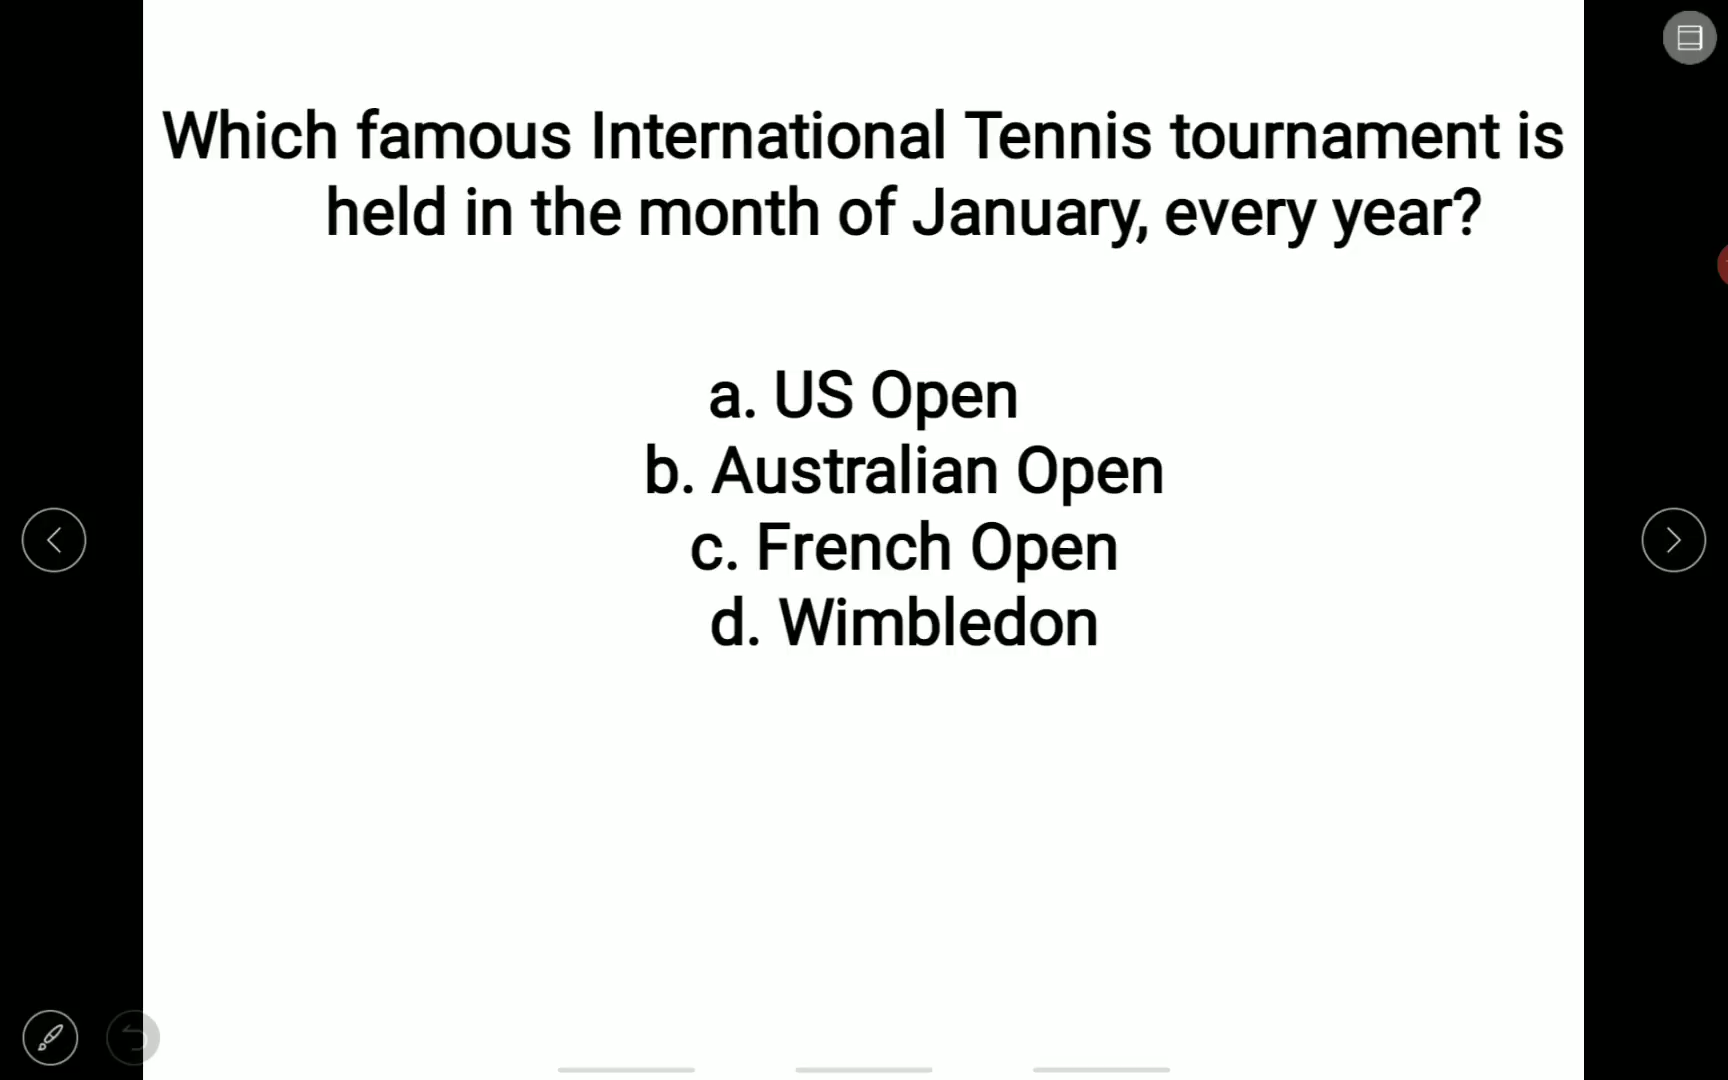 Which famous International Tennis tournament is
held in the month of January, every year?
a. US Open
b. Australian Open
c. French Open
d. Wimbledon